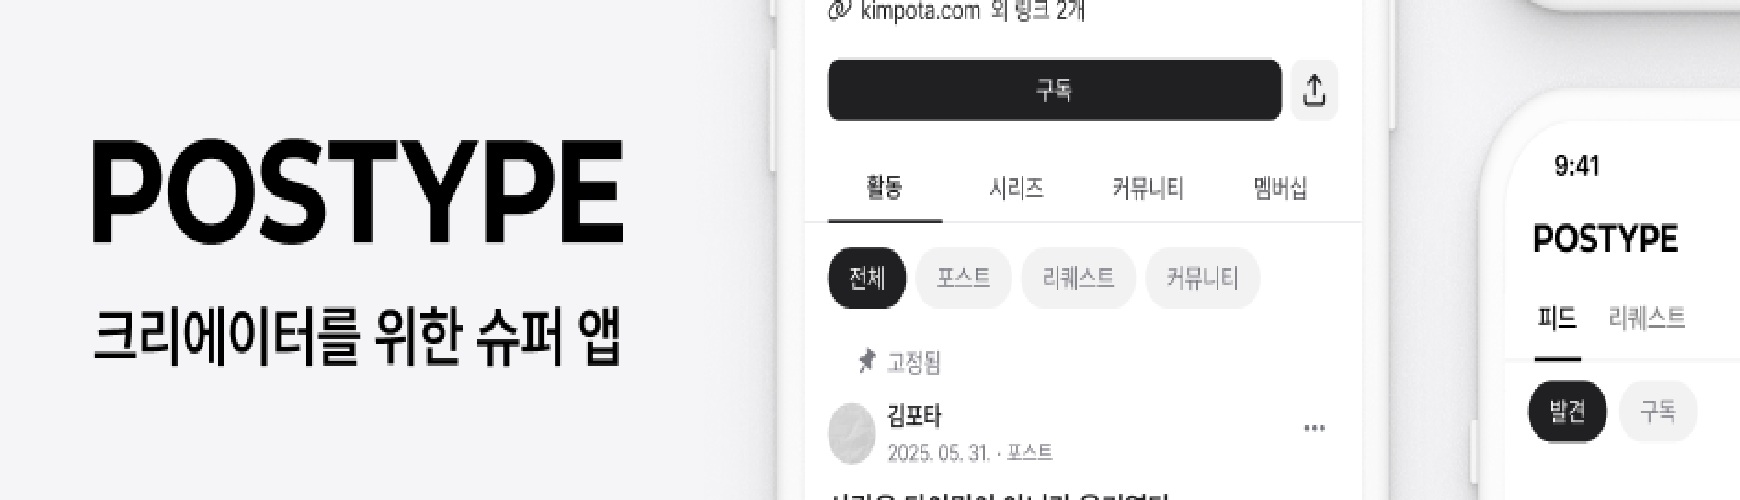 POSTYPE
크리에이터를 위한 슈퍼 앱
kimpota.com 외 링크 2개
구독
활동 시리즈 커뮤니티 멤버십
전체 포스트 리퀘스트 커뮤니티
고정됨
김포타
2025. 05. 31. · 포스트
9:41
POSTYPE
피드 리퀘스트
발견 구독